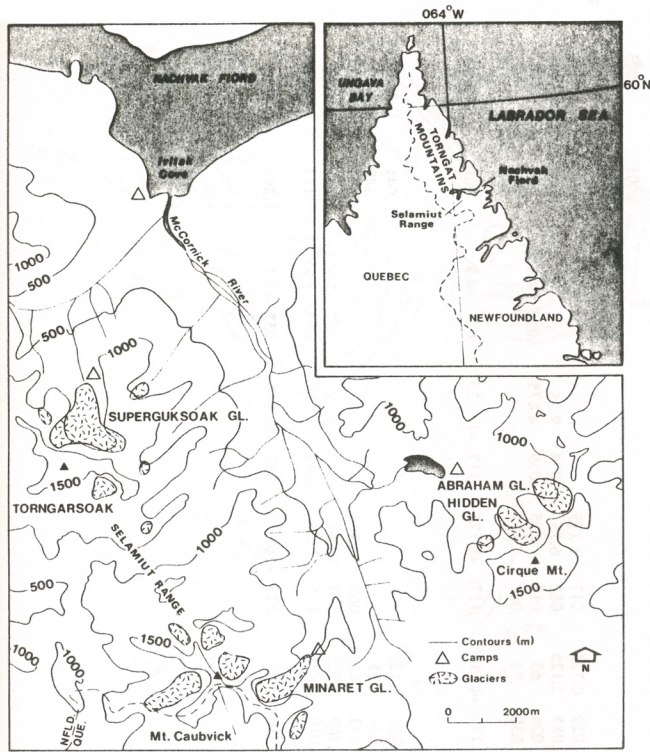 064°W
60°N
NACHVAK FIORD
Ivitak
Cove
McCornick
River
1000
500
500
1000
SUPERGUKSOAK GL.
1500
TORNGARSOAK
SELAMIUT RANGE
1000
500
1000
1000
NFLD.
QUE.
1500
Mt. Caubvick
MINARET GL.
UNGAVA
BAY
LABRADOR SEA
TORNGAT
MOUNTAINS
Nachvak
Fiord
Selamiut
Range
QUEBEC
NEWFOUNDLAND
1000
1000
ABRAHAM GL.
HIDDEN
GL.
Cirque Mt.
1500
Contours (m)
Camps
Glaciers
N
0 2000m